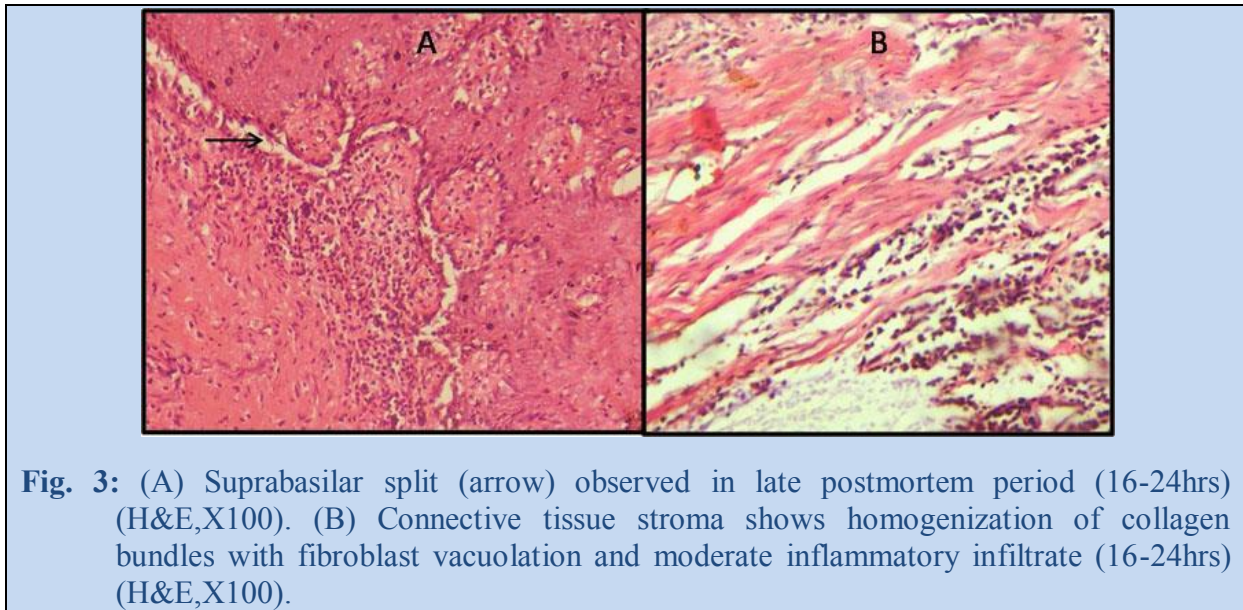 A
B
Fig. 3: (A) Suprabasilar split (arrow) observed in late postmortem period (16-24hrs)
(H&E,X100). (B) Connective tissue stroma shows homogenization of collagen
bundles with fibroblast vacuolation and moderate inflammatory infiltrate (16-24hrs)
(H&E,X100).